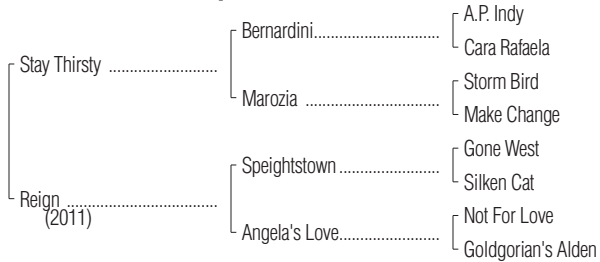 A.P. Indy
Bernardini
Cara Rafaela
Stay Thirsty
Storm Bird
Marozia
Make Change
Gone West
Speightstown
Silken Cat
Reign
(2011)
Not For Love
Angela's Love
Goldgorian's Alden